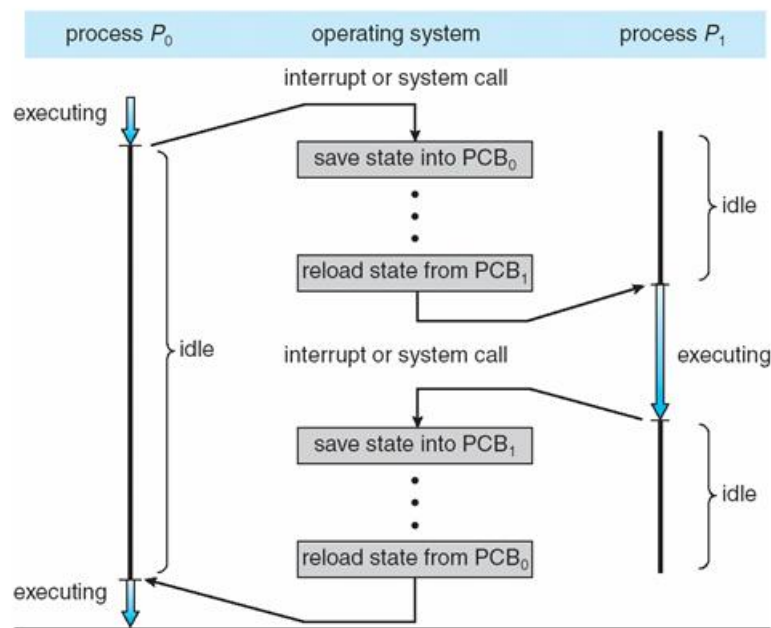 process P₀ operating system process P₁
interrupt or system call
executing
save state into PCB₀
idle
reload state from PCB₁
idle
interrupt or system call
executing
save state into PCB₁
idle
reload state from PCB₀
executing